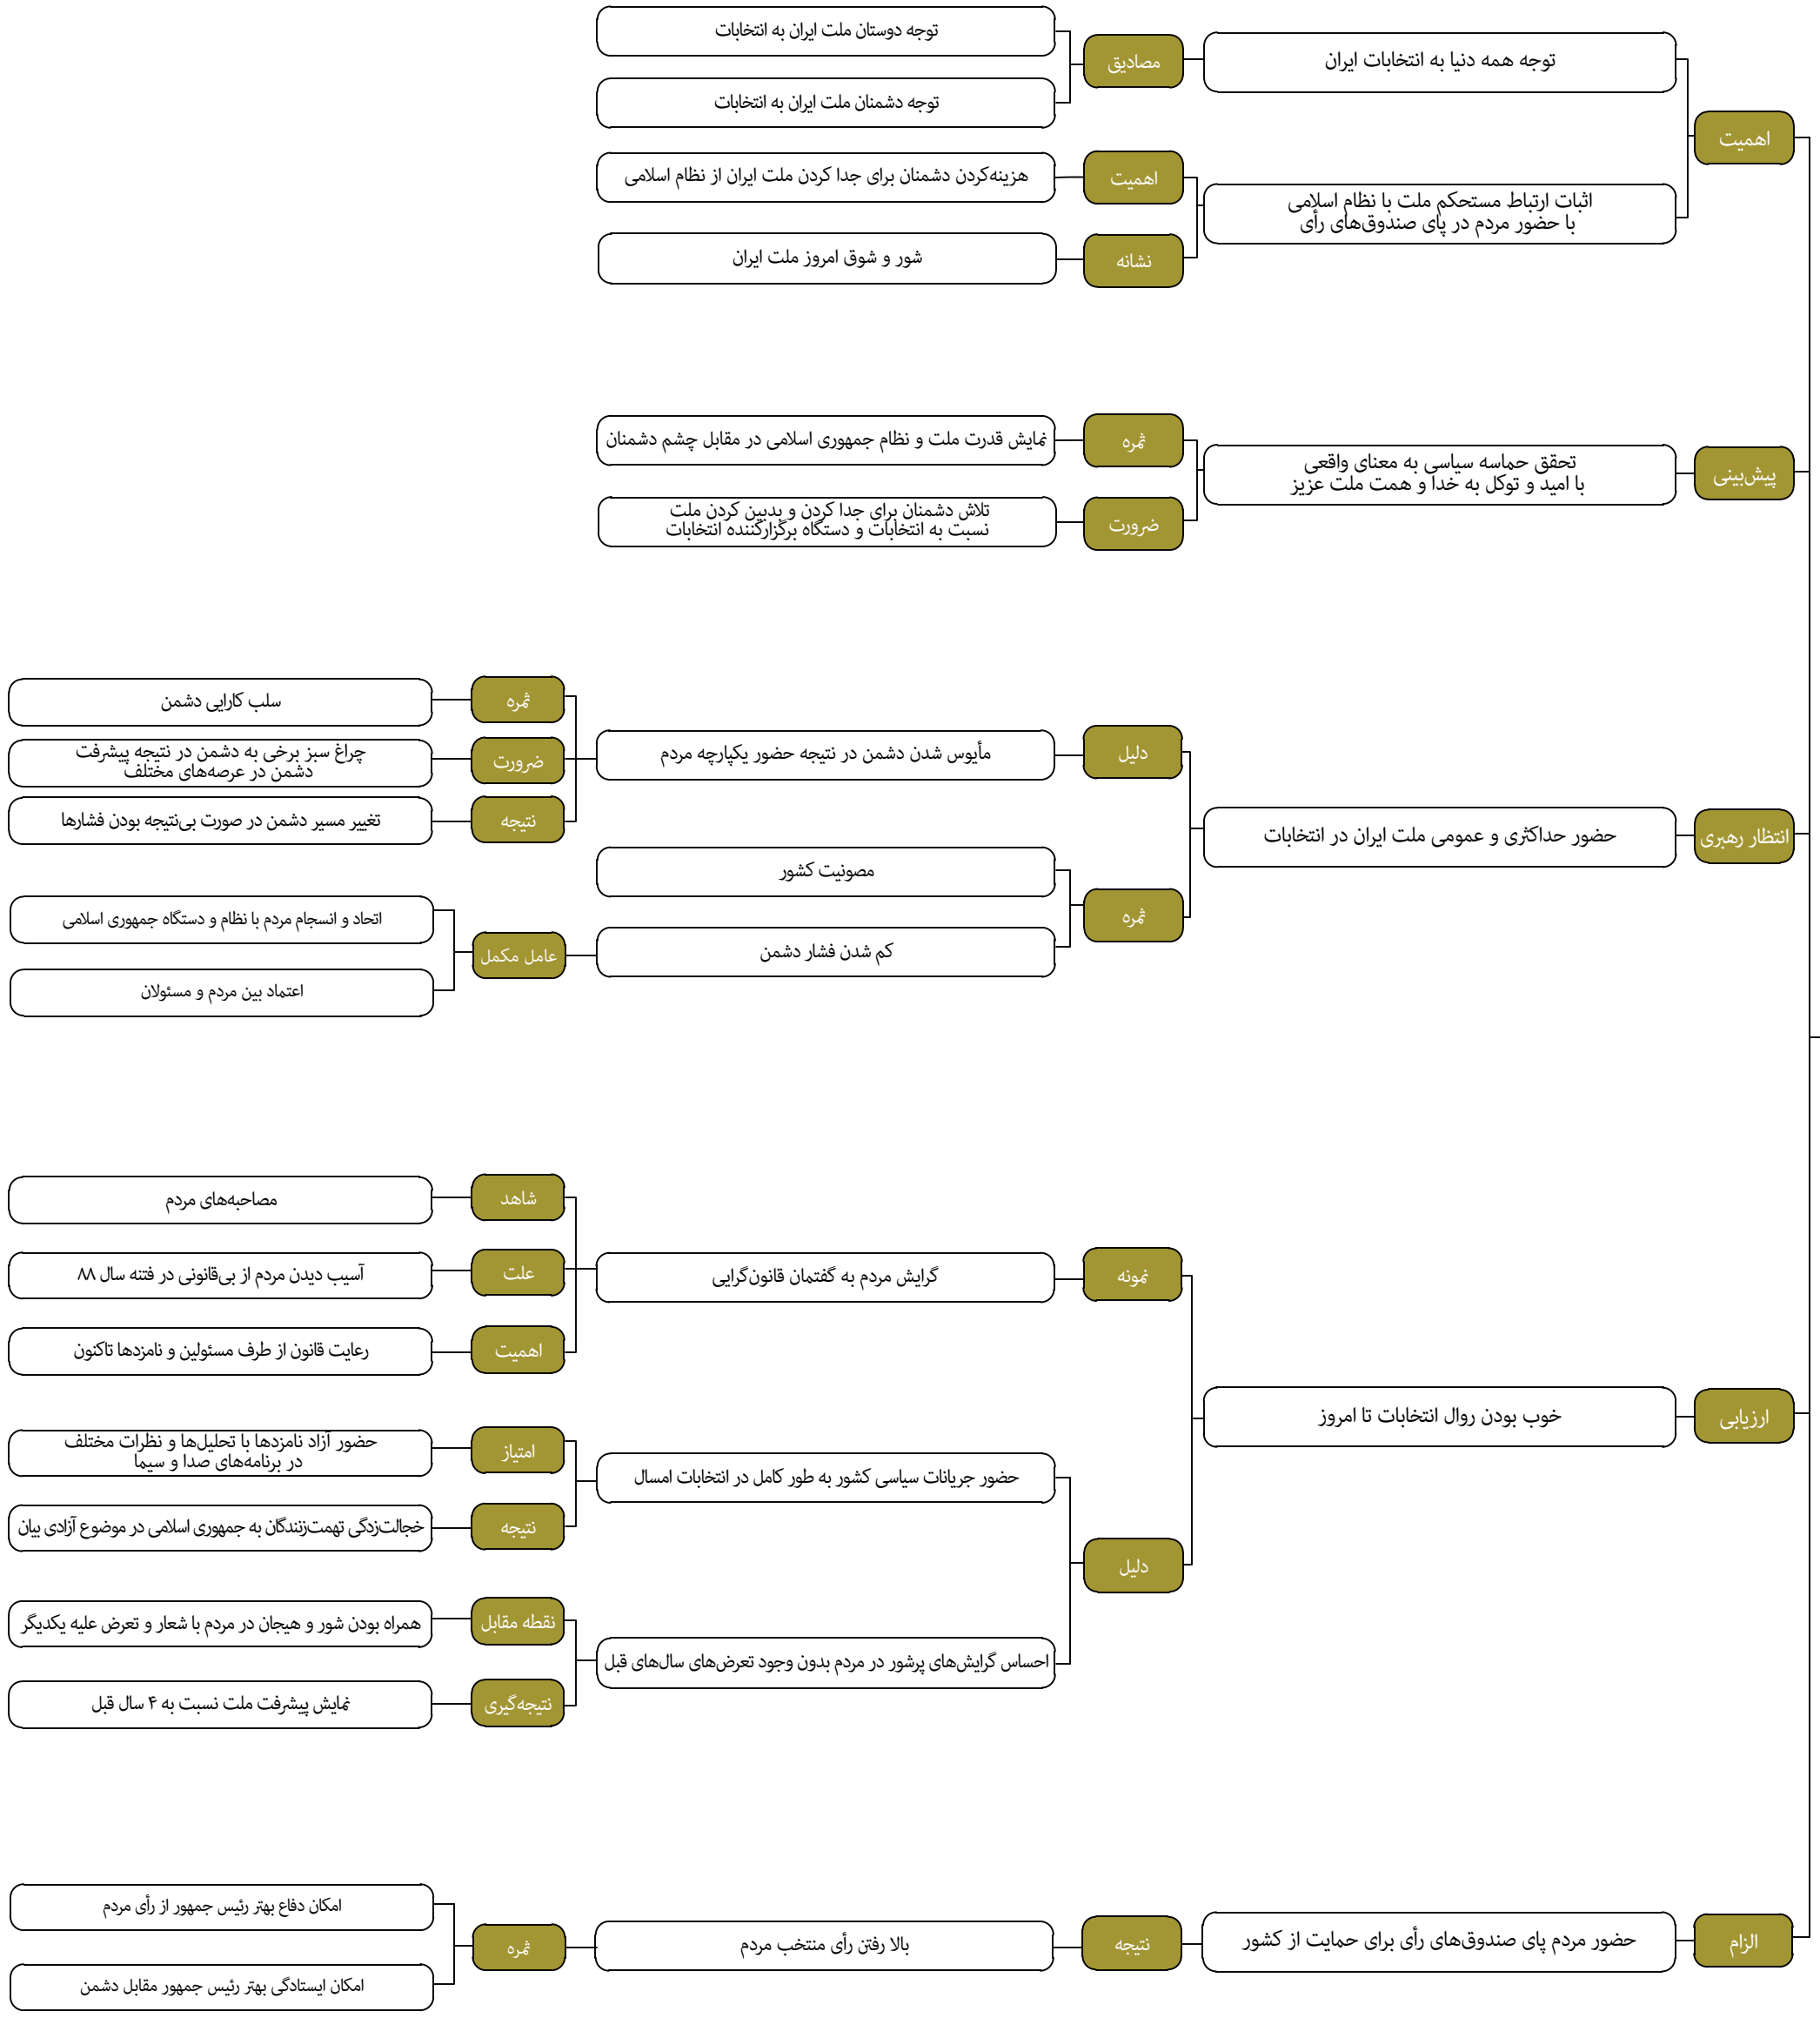 اهمیت
توجه همه دنیا به انتخابات ایران
مصادیق
توجه دوستان ملت ایران به انتخابات
توجه دشمنان ملت ایران به انتخابات
اثبات ارتباط مستحکم ملت با نظام اسلامی
با حضور مردم در پای صندوق‌های رأی
اهمیت
هزینه‌کردن دشمنان برای جدا کردن ملت ایران از نظام اسلامی
نشانه
شور و شوق امروز ملت ایران
پیش‌بینی
تحقق حماسه سیاسی به معنای واقعی
با امید و توکل به خدا و همت ملت عزیز
ثمره
نمایش قدرت ملت و نظام جمهوری اسلامی در مقابل چشم دشمنان
ضرورت
تلاش دشمنان برای جدا کردن و بدبین کردن ملت
نسبت به انتخابات و دستگاه برگزارکننده انتخابات
انتظار رهبری
حضور حداکثری و عمومی ملت ایران در انتخابات
دلیل
مأیوس شدن دشمن در نتیجه حضور یکپارچه مردم
ثمره
سلب کارایی دشمن
ضرورت
چراغ سبز برخی به دشمن در نتیجه پیشرفت
دشمن در عرصه‌های مختلف
نتیجه
تغییر مسیر دشمن در صورت بی‌نتیجه بودن فشارها
ثمره
مصونیت کشور
کم شدن فشار دشمن
عامل مکمل
اتحاد و انسجام مردم با نظام و دستگاه جمهوری اسلامی
اعتماد بین مردم و مسئولان
ارزیابی
خوب بودن روال انتخابات تا امروز
نمونه
گرایش مردم به گفتمان قانون‌گرایی
شاهد
مصاحبه‌های مردم
علت
آسیب دیدن مردم از بی‌قانونی در فتنه سال ۸۸
اهمیت
رعایت قانون از طرف مسئولین و نامزدها تاکنون
دلیل
حضور جریانات سیاسی کشور به طور کامل در انتخابات امسال
امتیاز
حضور آزاد نامزدها با تحلیل‌ها و نظرات مختلف
در برنامه‌های صدا و سیما
نتیجه
خجالت‌زدگی تهمت‌زنندگان به جمهوری اسلامی در موضوع آزادی بیان
احساس گرایش‌های پرشور در مردم بدون وجود تعرض‌های سال‌های قبل
نقطه مقابل
همراه بودن شور و هیجان در مردم با شعار و تعرض علیه یکدیگر
نتیجه‌گیری
نمایش پیشرفت ملت نسبت به ۴ سال قبل
الزام
حضور مردم پای صندوق‌های رأی برای حمایت از کشور
نتیجه
بالا رفتن رأی منتخب مردم
ثمره
امکان دفاع بهتر رئیس جمهور از رأی مردم
امکان ایستادگی بهتر رئیس جمهور مقابل دشمن